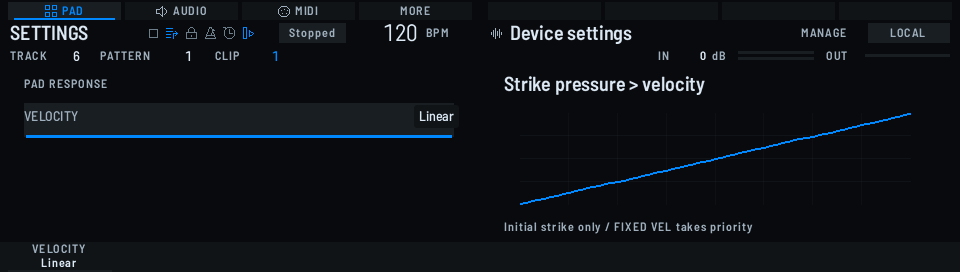 PAD AUDIO MIDI MORE
SETTINGS Stopped 120 BPM Device settings MANAGE LOCAL
TRACK 6 PATTERN 1 CLIP 1 IN 0 dB OUT
PAD RESPONSE
Strike pressure > velocity
VELOCITY Linear
Initial strike only / FIXED VEL takes priority
VELOCITY
Linear